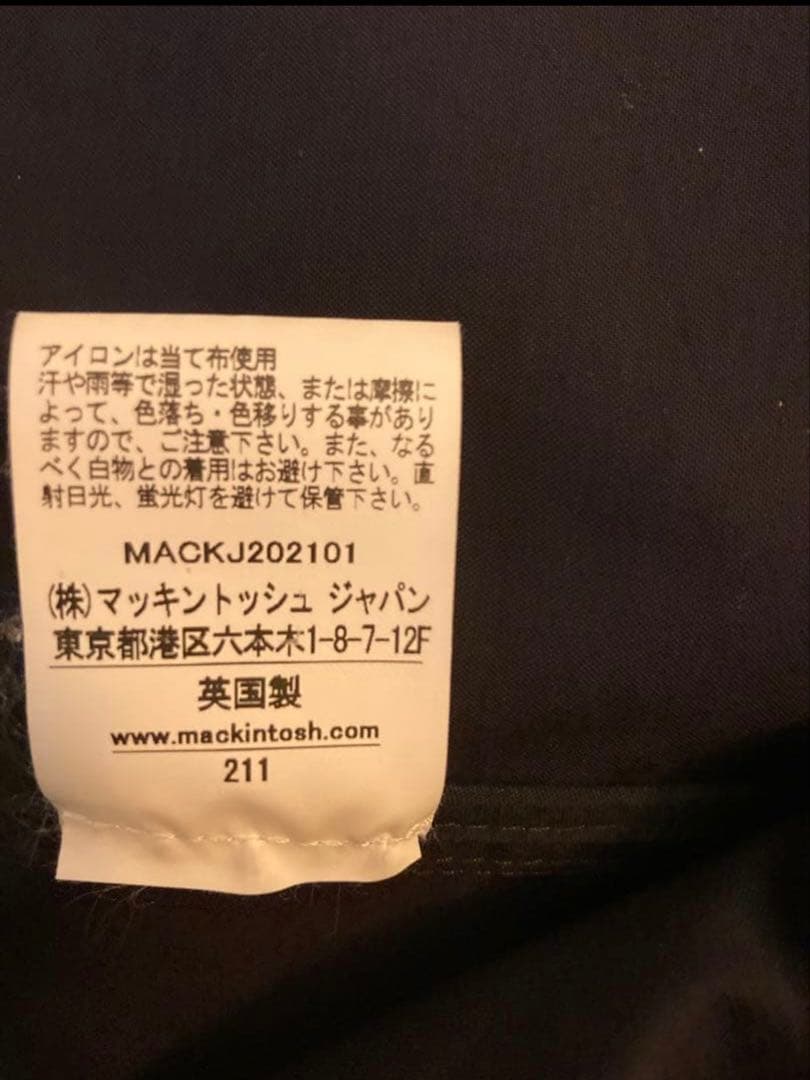 アイロンは当て布使用
汗や雨等で湿った状態、または摩擦に
よって、色落ち・色移りする事があり
ますので、ご注意下さい。また、なる
べく白物との着用はお避け下さい。直
射日光、蛍光灯を避けて保管下さい。
MACKJ202101
(株)マッキントッシュ ジャパン
東京都港区六本木1-8-7-12F
英国製
www.mackintosh.com
211